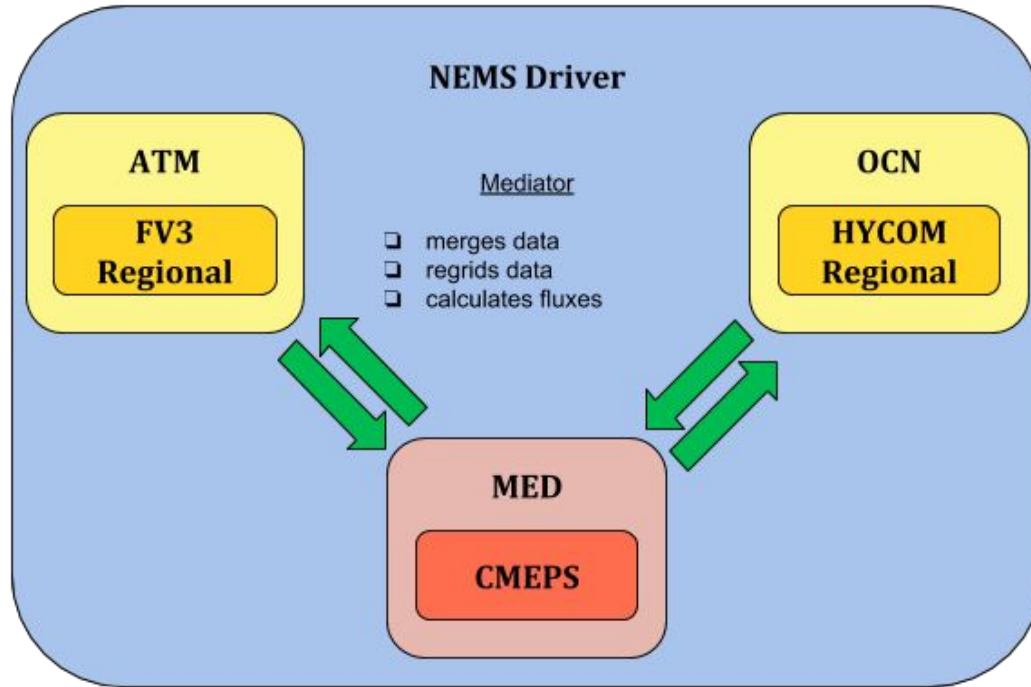 NEMS Driver
ATM
FV3
Regional
Mediator
❑ merges data
❑ regrids data
❑ calculates fluxes
OCN
HYCOM
Regional
MED
CMEPS